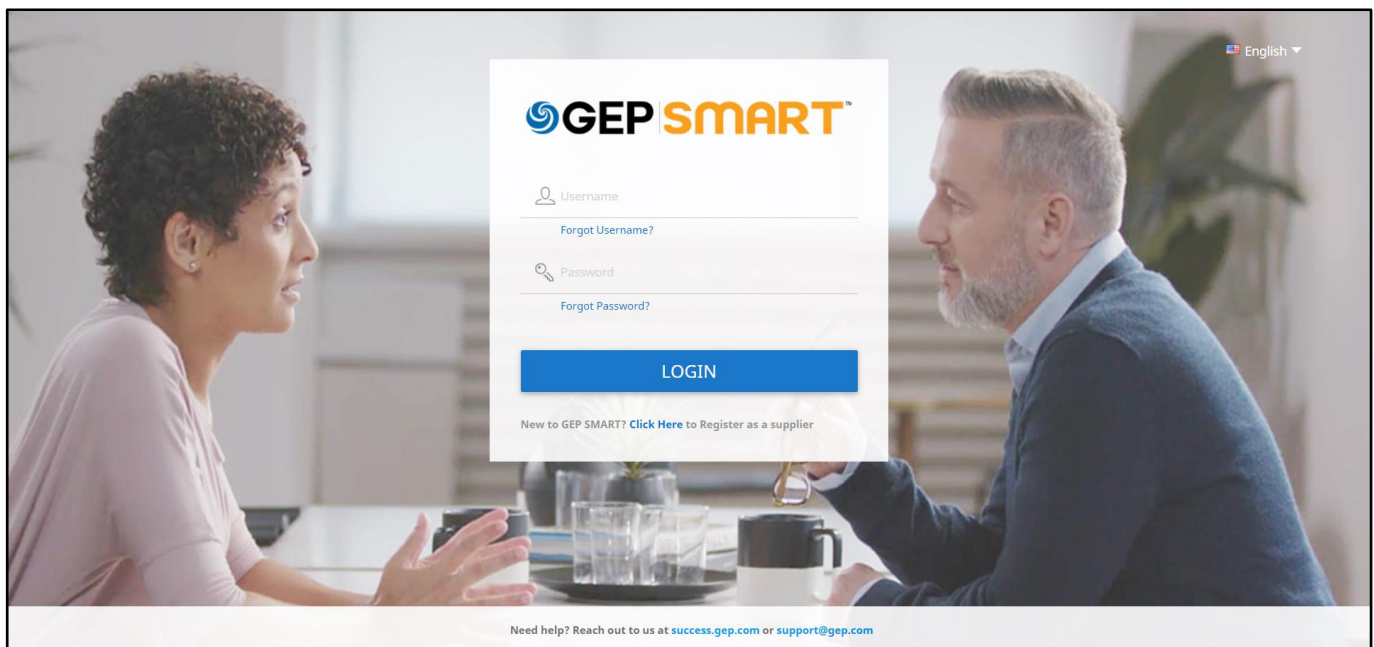 English
GEP SMART™
Username
Forgot Username?
Password
Forgot Password?
LOGIN
New to GEP SMART? Click Here to Register as a supplier
Need help? Reach out to us at success.gep.com or support@gep.com